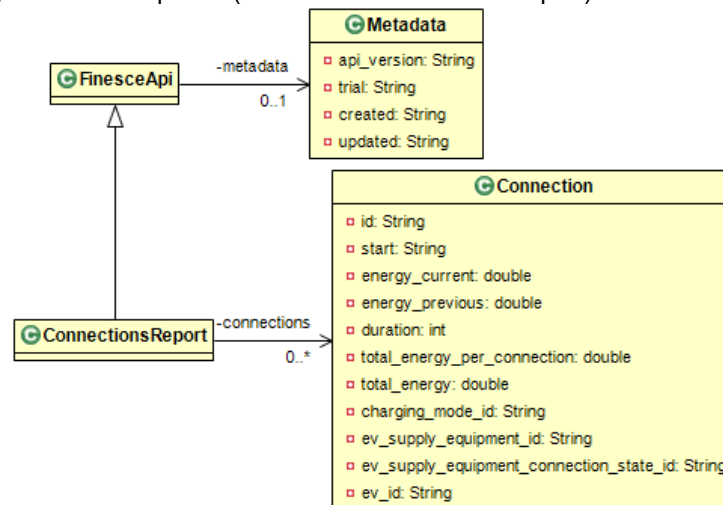 Metadata
api_version: String
trial: String
created: String
updated: String
FinesceApi
-metadata
0..1
Connection
id: String
start: String
energy_current: double
energy_previous: double
duration: int
total_energy_per_connection: double
total_energy: double
charging_mode_id: String
ev_supply_equipment_id: String
ev_supply_equipment_connection_state_id: String
ev_id: String
ConnectionsReport
-connections
0..*